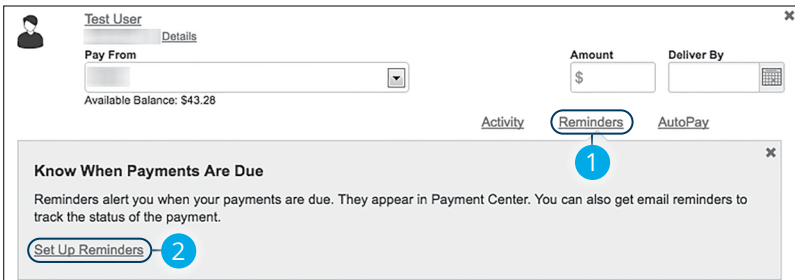 Test User
Details
Pay From
Amount
Deliver By
$
Available Balance: $43.28
Activity
Reminders
AutoPay
1
Know When Payments Are Due
Reminders alert you when your payments are due. They appear in Payment Center. You can also get email reminders to
track the status of the payment.
Set Up Reminders
2